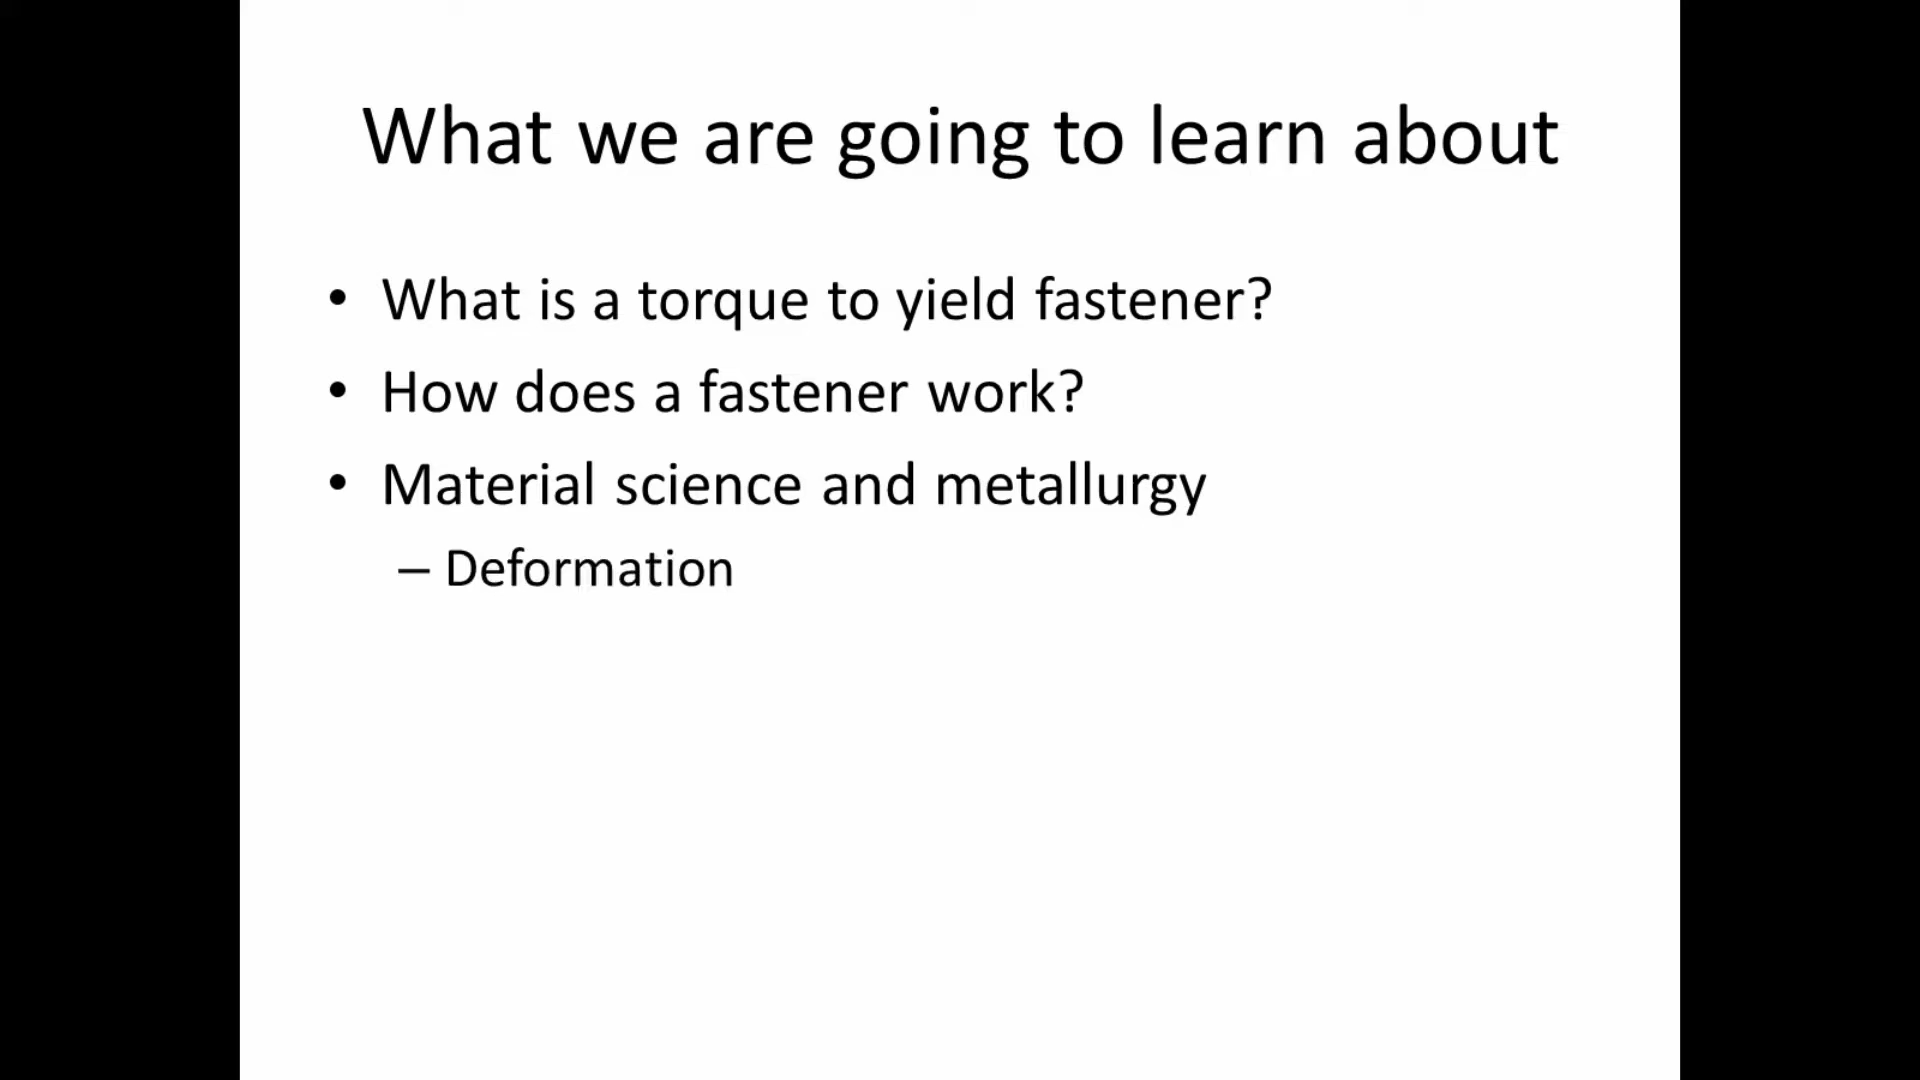 What we are going to learn about
• What is a torque to yield fastener?
• How does a fastener work?
• Material science and metallurgy
– Deformation